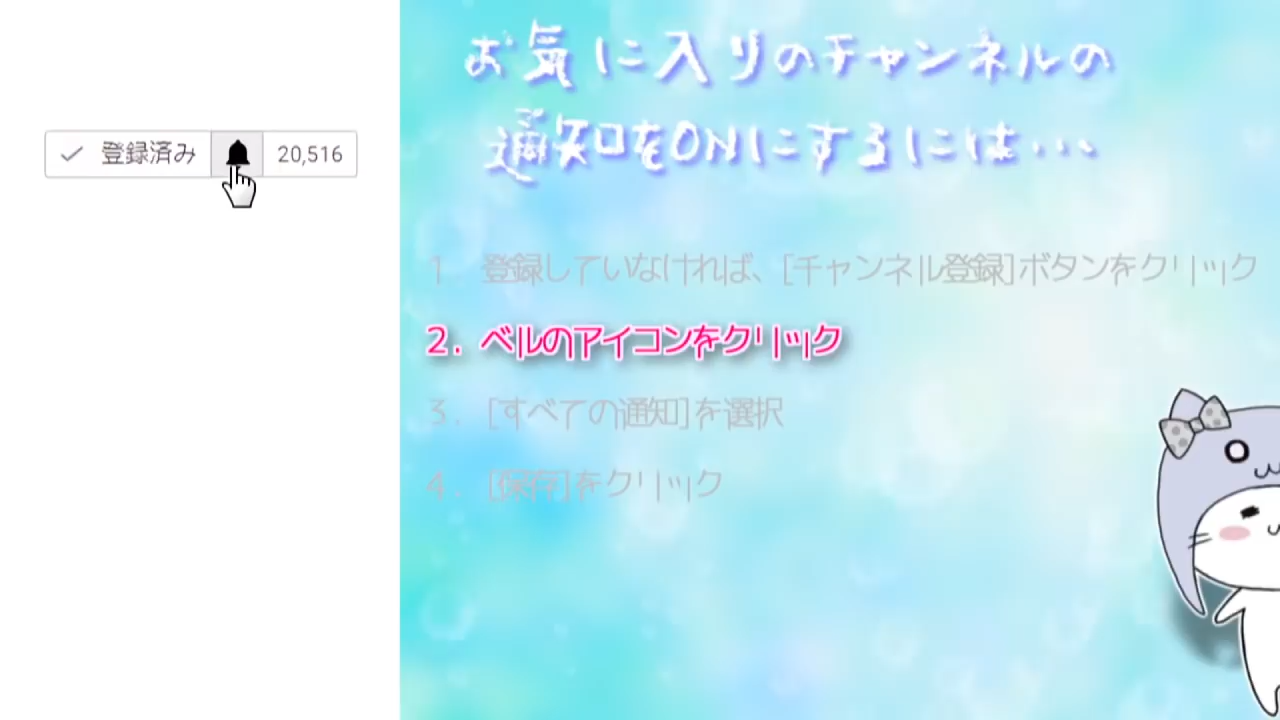 登録済み 20,516
お気に入りのチャンネルの
通知をONにするには・・・
1. 登録していなければ、[チャンネル登録]ボタンをクリック
2. ベルのアイコンをクリック
3. [すべての通知]を選択
4. [保存]をクリック